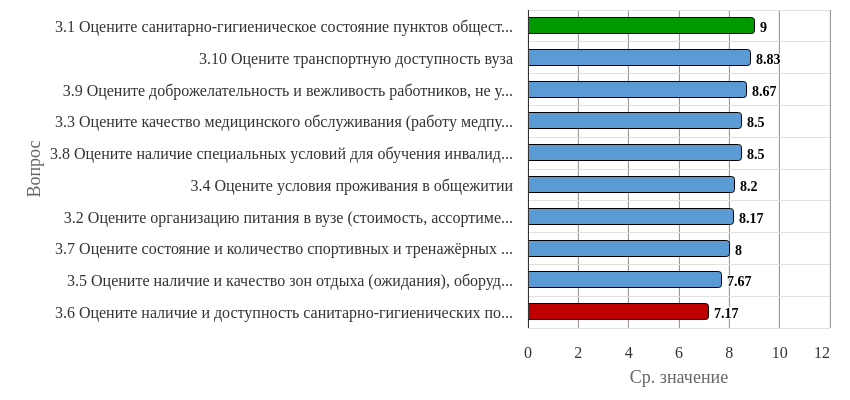 3.1 Оцените санитарно-гигиеническое состояние пунктов общест... 9
3.10 Оцените транспортную доступность вуза 8.83
3.9 Оцените доброжелательность и вежливость работников, не у... 8.67
3.3 Оцените качество медицинского обслуживания (работу медпу... 8.5
3.8 Оцените наличие специальных условий для обучения инвалид... 8.5
3.4 Оцените условия проживания в общежитии 8.2
3.2 Оцените организацию питания в вузе (стоимость, ассортиме... 8.17
3.7 Оцените состояние и количество спортивных и тренажёрных ... 8
3.5 Оцените наличие и качество зон отдыха (ожидания), оборуд... 7.67
3.6 Оцените наличие и доступность санитарно-гигиенических по... 7.17
Вопрос
0 2 4 6 8 10 12
Ср. значение